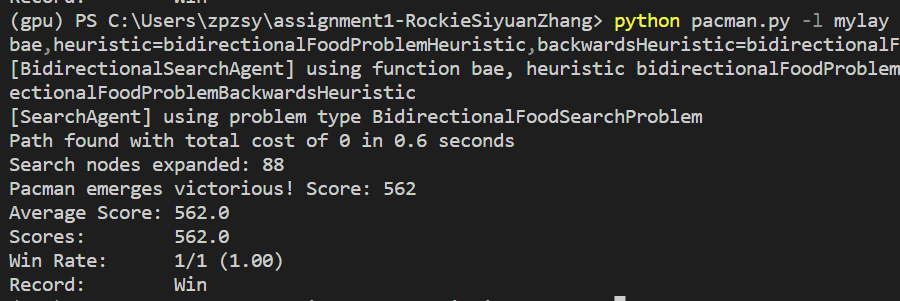 Record: Win
(gpu) PS C:\Users\zpzsy\assignment1-RockieSiyuanZhang> python pacman.py -l mylay
bae,heuristic=bidirectionalFoodProblemHeuristic,backwardsHeuristic=bidirectionalF
[BidirectionalSearchAgent] using function bae, heuristic bidirectionalFoodProblem
ectionalFoodProblemBackwardsHeuristic
[SearchAgent] using problem type BidirectionalFoodSearchProblem
Path found with total cost of 0 in 0.6 seconds
Search nodes expanded: 88
Pacman emerges victorious! Score: 562
Average Score: 562.0
Scores:        562.0
Win Rate:      1/1 (1.00)
Record:        Win